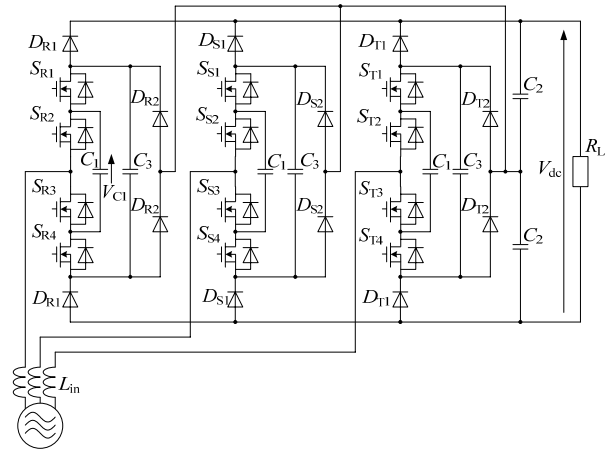 D_R1 D_S1 D_T1
S_R1 S_S1 S_T1
D_R2 D_S2 D_T2 C_2
S_R2 S_S2 S_T2
C_1 C_3 C_1 C_3 C_1 C_3 R_L
V_C1 V_dc
S_R3 D_R2 S_S3 D_S2 S_T3 D_T2
S_R4 S_S4 S_T4 C_2
D_R1 D_S1 D_T1
L_in